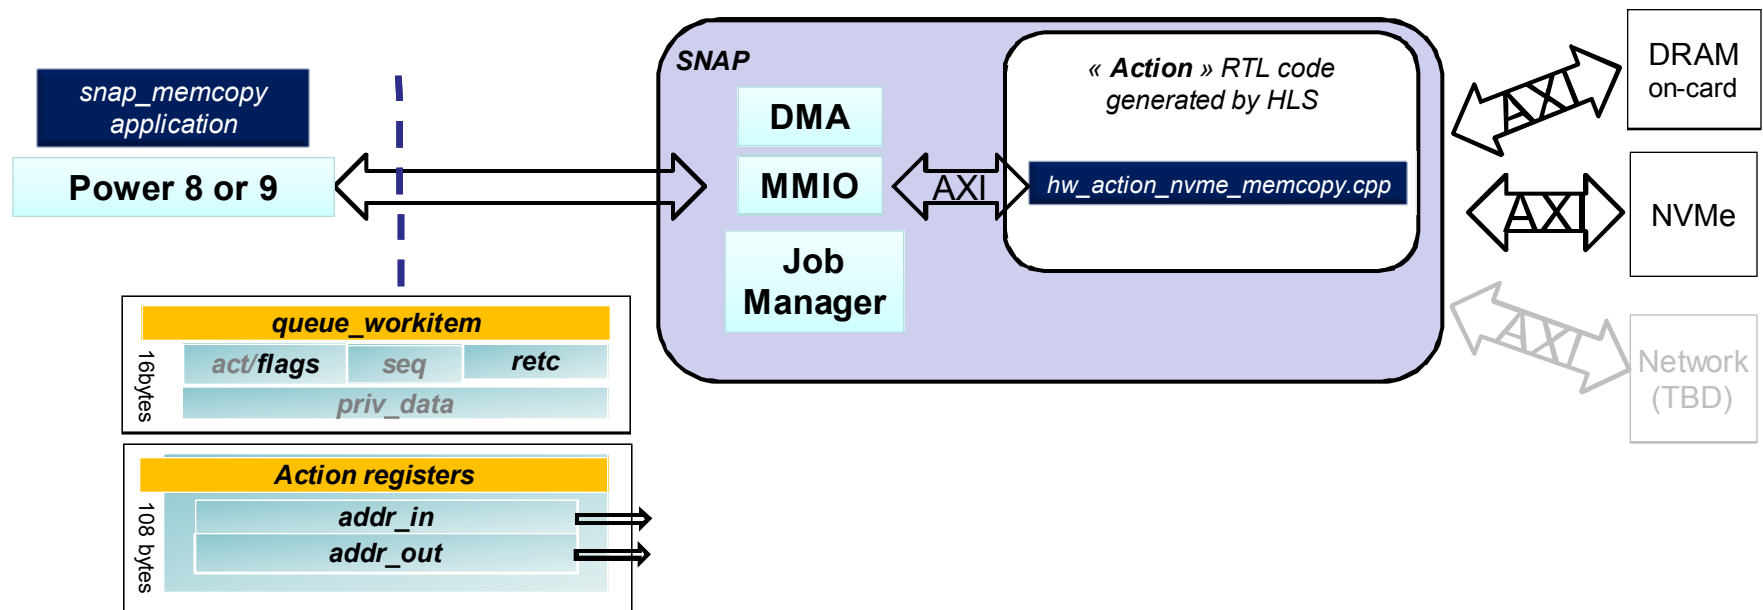 snap_memcopy
application
Power 8 or 9
SNAP
DMA
MMIO
Job
Manager
AXI
« Action » RTL code
generated by HLS
hw_action_nvme_memcopy.cpp
AXI
DRAM
on-card
AXI
NVMe
AXI
Network
(TBD)
queue_workitem
16bytes
act/flags seq retc
priv_data
Action registers
108 bytes
addr_in
addr_out